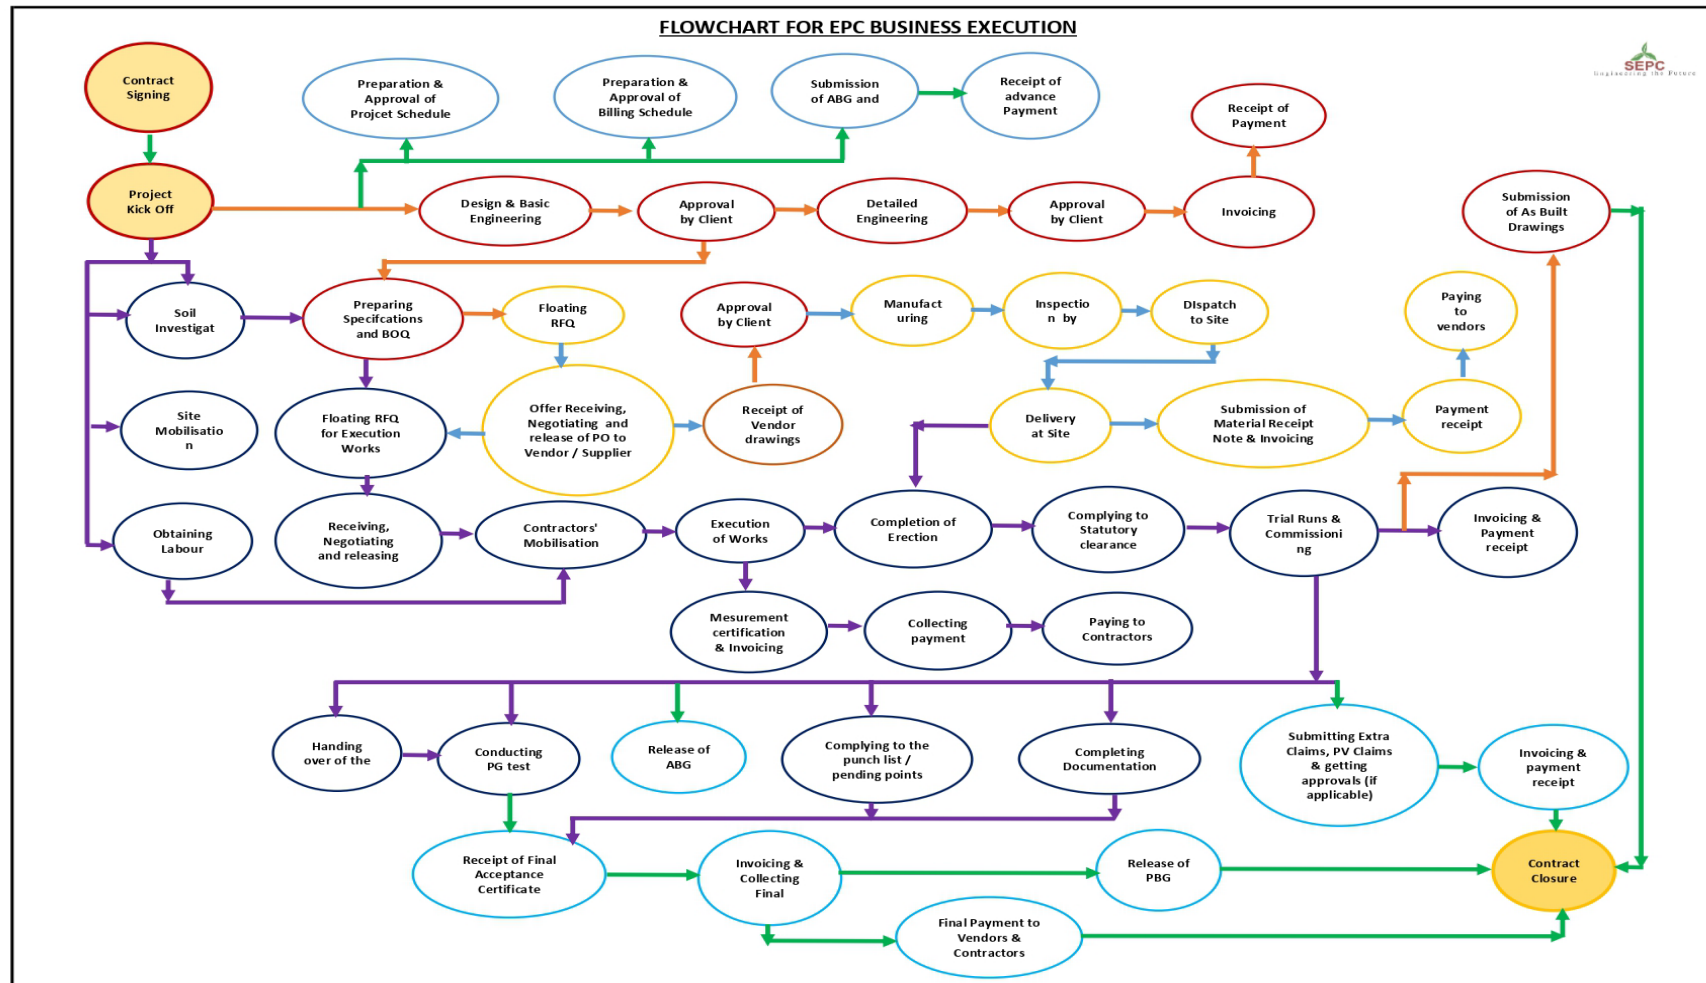 FLOWCHART FOR EPC BUSINESS EXECUTION
SEPC
Engineering the Future
Contract
Signing
Preparation &
Approval of
Projcet Schedule
Preparation &
Approval of
Billing Schedule
Submission
of ABG and
Receipt of
advance
Payment
Receipt of
Payment
Project
Kick Off
Design & Basic
Engineering
Approval
by Client
Detailed
Engineering
Approval
by Client
Invoicing
Submission
of As Built
Drawings
Soil
Investigat
Preparing
Specifcations
and BOQ
Floating
RFQ
Approval
by Client
Manufact
uring
Inspectio
n by
DIspatch
to Site
Paying
to
vendors
Site
Mobilisatio
n
Floating RFQ
for Execution
Works
Offer Receiving,
Negotiating and
release of PO to
Vendor / Supplier
Receipt of
Vendor
drawings
Delivery
at Site
Submission of
Material Receipt
Note & Invoicing
Payment
receipt
Obtaining
Labour
Receiving,
Negotiating
and releasing
Contractors'
Mobilisation
Execution
of Works
Completion of
Erection
Complying to
Statutory
clearance
Trial Runs &
Commissioni
ng
Invoicing &
Payment
receipt
Mesurement
certification
& Invoicing
Collecting
payment
Paying to
Contractors
Handing
over of the
Conducting
PG test
Release of
ABG
Complying to the
punch list /
pending points
Completing
Documentation
Submitting Extra
Claims, PV Claims
& getting
approvals (if
applicable)
Invoicing &
payment
receipt
Receipt of Final
Acceptance
Certificate
Invoicing &
Collecting
Final
Release of
PBG
Contract
Closure
Final Payment to
Vendors &
Contractors